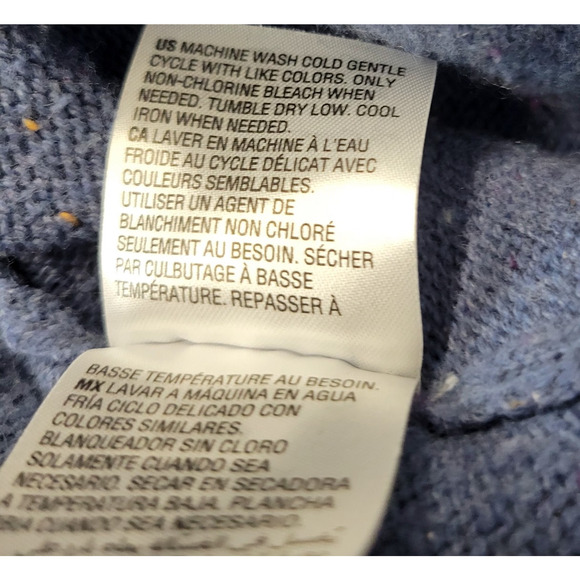 US MACHINE WASH COLD GENTLE
CYCLE WITH LIKE COLORS. ONLY
NON-CHLORINE BLEACH WHEN
NEEDED. TUMBLE DRY LOW. COOL
IRON WHEN NEEDED.
CA LAVER EN MACHINE À L'EAU
FROIDE AU CYCLE DÉLICAT AVEC
COULEURS SEMBLABLES.
UTILISER UN AGENT DE
BLANCHIMENT NON CHLORÉ
SEULEMENT AU BESOIN. SÉCHER
PAR CULBUTAGE À BASSE
TEMPÉRATURE. REPASSER À
BASSE TEMPÉRATURE AU BESOIN.
MX LAVAR A MÁQUINA EN AGUA
FRÍA CICLO DELICADO CON
COLORES SIMILARES.
BLANQUEADOR SIN CLORO
SOLAMENTE CUANDO SEA
NECESARIO. SECAR EN SECADORA
A TEMPERATURA BAJA. PLANCHA
CUANDO SEA NECESARIO.